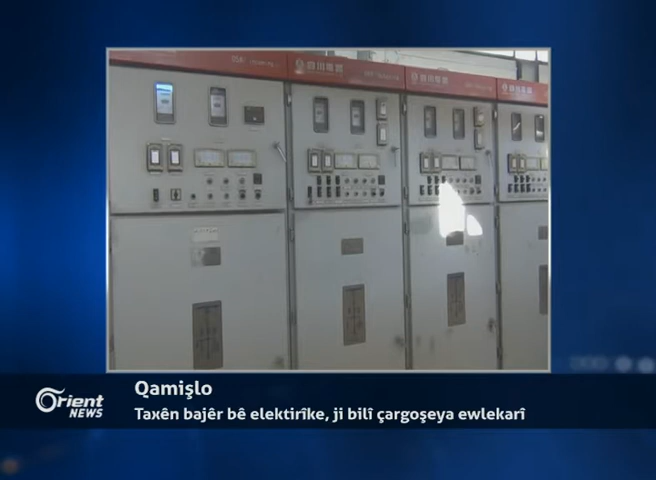 Qamişlo
Orient
NEWS
Taxên bajêr bê elektirîke, ji bilî çargoşeya ewlekarî